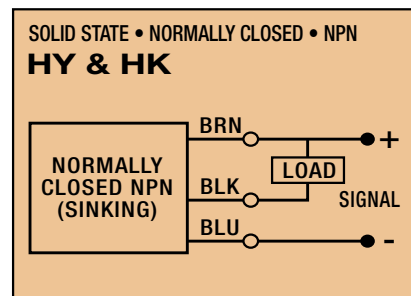 SOLID STATE • NORMALLY CLOSED • NPN
HY & HK
BRN
+
NORMALLY
CLOSED NPN
(SINKING)
LOAD
BLK
SIGNAL
BLU
-